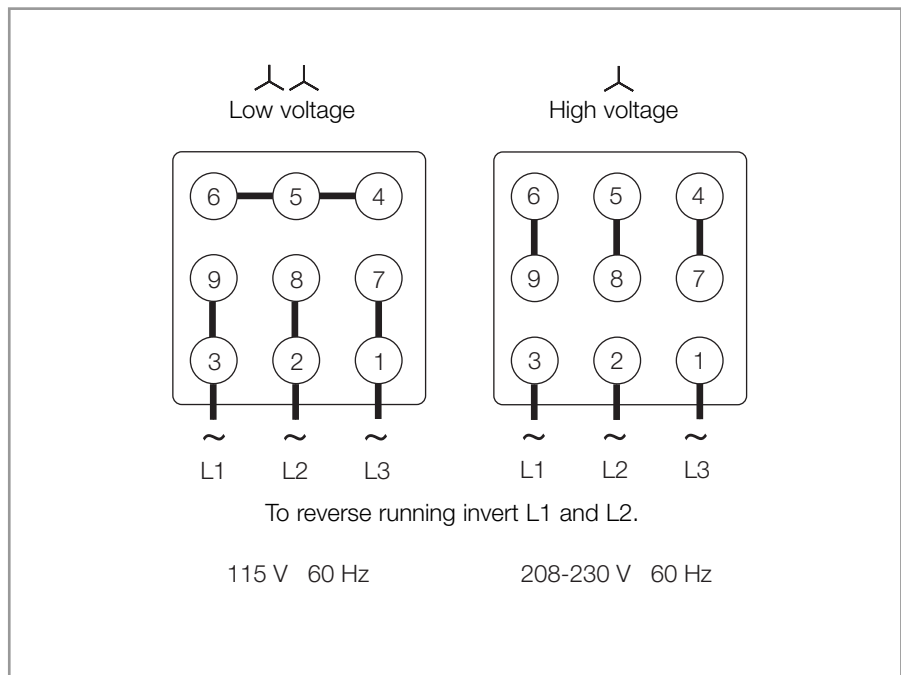 Low voltage High voltage
6 5 4 6 5 4
9 8 7 9 8 7
3 2 1 3 2 1
~ ~ ~ ~ ~ ~
L1 L2 L3 L1 L2 L3
To reverse running invert L1 and L2.
115 V 60 Hz 208-230 V 60 Hz